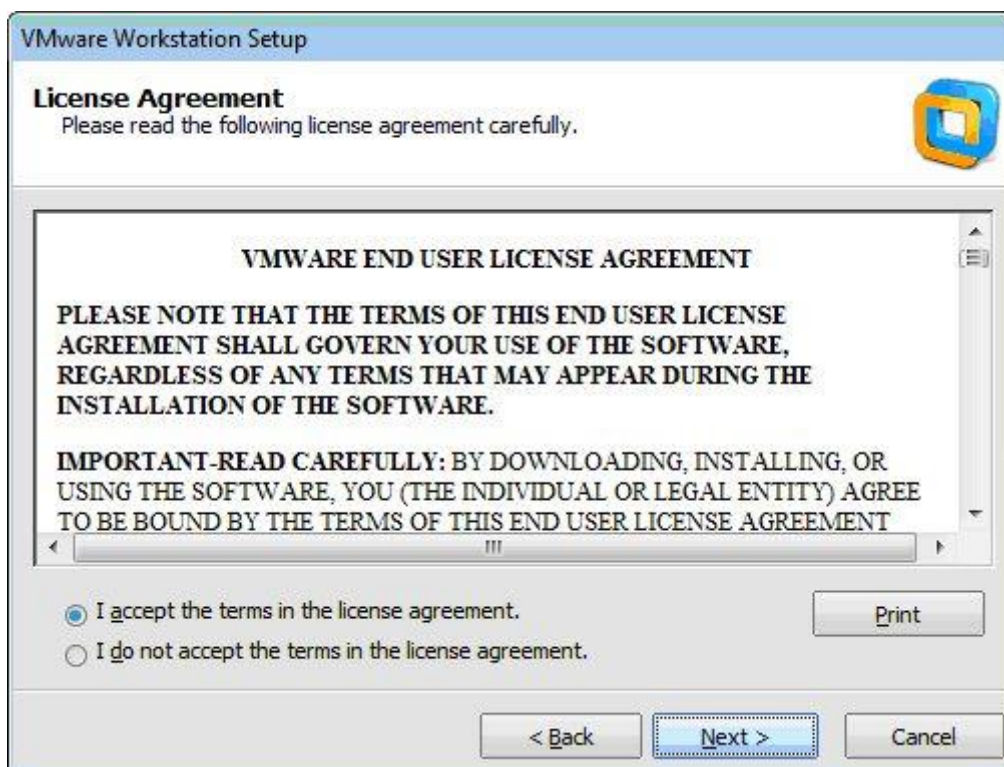 VMware Workstation Setup
License Agreement
Please read the following license agreement carefully.
VMWARE END USER LICENSE AGREEMENT
PLEASE NOTE THAT THE TERMS OF THIS END USER LICENSE
AGREEMENT SHALL GOVERN YOUR USE OF THE SOFTWARE,
REGARDLESS OF ANY TERMS THAT MAY APPEAR DURING THE
INSTALLATION OF THE SOFTWARE.
IMPORTANT-READ CAREFULLY: BY DOWNLOADING, INSTALLING, OR
USING THE SOFTWARE, YOU (THE INDIVIDUAL OR LEGAL ENTITY) AGREE
TO BE BOUND BY THE TERMS OF THIS END USER LICENSE AGREEMENT
I accept the terms in the license agreement.
Print
I do not accept the terms in the license agreement.
< Back Next > Cancel